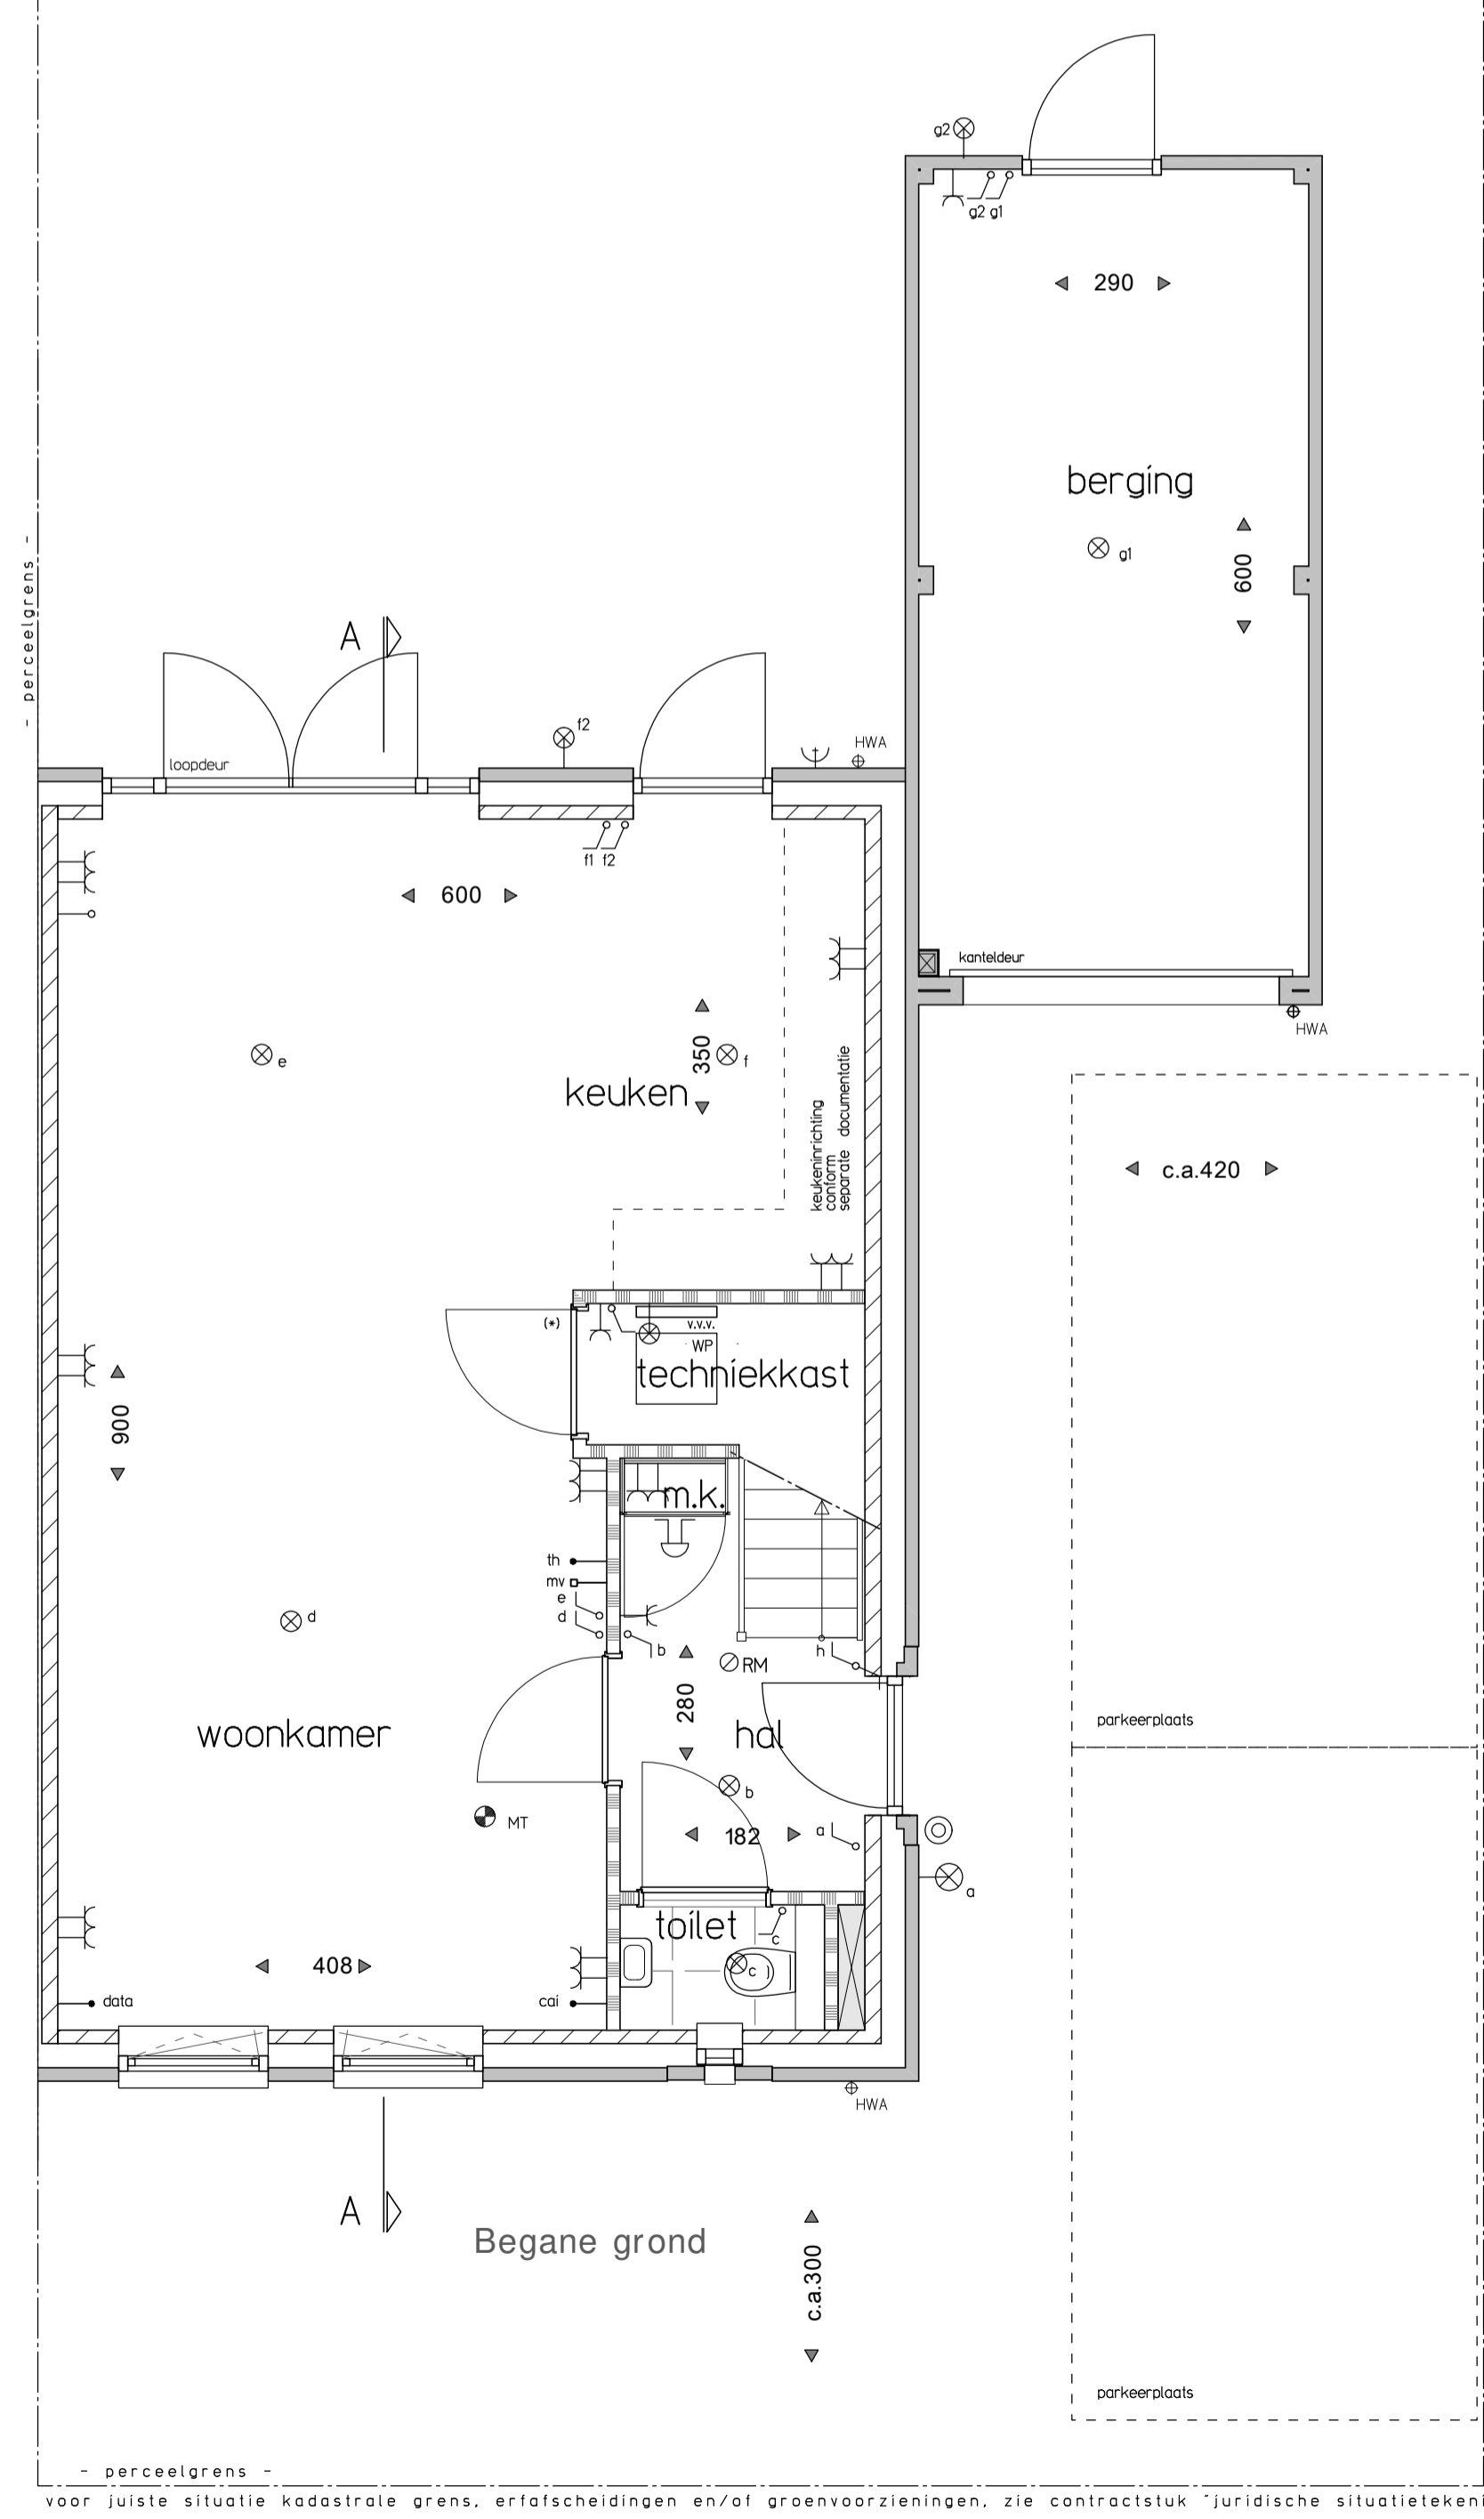 g2
g2 g1
290
berging
g1
600
- perceelgrens -
A
f2
HWA
loopdeur
f1 f2
600
kanteldeur
HWA
e
350
f
keuken
keukeninrichting
conform
separate documentatie
c.a.420
(*)
v.v.v.
WP
techniekkast
900
m.k.
th
mv
e
d
d
b
RM
h
280
woonkamer
hal
parkeerplaats
b
MT
182
a
a
toilet
c
c
408
data
cai
HWA
A
Begane grond
c.a.300
parkeerplaats
- perceelgrens -
voor juiste situatie kadastrale grens, erfafscheidingen en/of groenvoorzieningen, zie contractstuk "juridische situatieteken